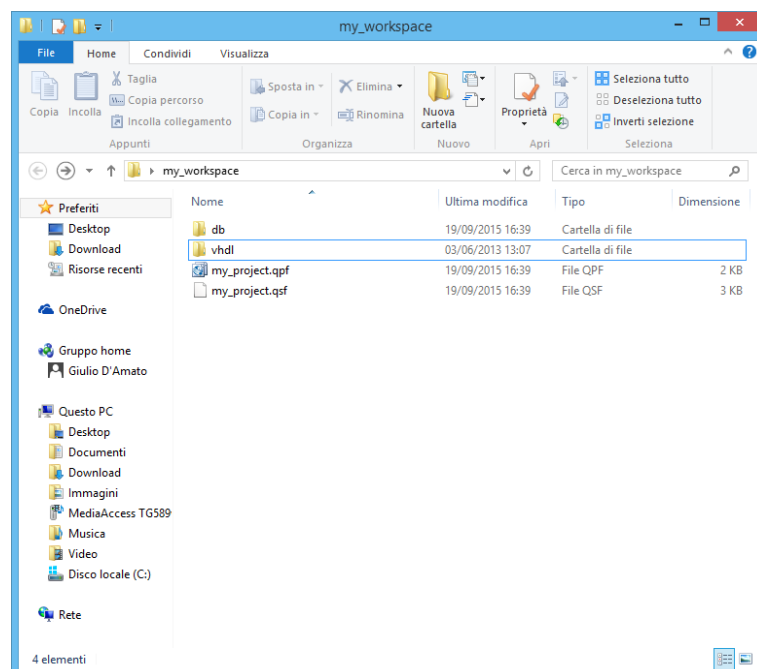 my_workspace
File Home Condividi Visualizza
Copia
Incolla
Taglia
Copia percorso
Incolla collegamento
Appunti
Sposta in
Copia in
Elimina
Rinomina
Organizza
Nuova
cartella
Nuovo
Proprietà
Apri
Seleziona tutto
Deseleziona tutto
Inverti selezione
Seleziona
my_workspace
Cerca in my_workspace
Nome Ultima modifica Tipo Dimensione
db 19/09/2015 16:39 Cartella di file
vhdl 03/06/2013 13:07 Cartella di file
my_project.qpf 19/09/2015 16:39 File QPF 2 KB
my_project.qsf 19/09/2015 16:39 File QSF 3 KB
Preferiti
Desktop
Download
Risorse recenti
OneDrive
Gruppo home
Giulio D'Amato
Questo PC
Desktop
Documenti
Download
Immagini
MediaAccess TG589
Musica
Video
Disco locale (C:)
Rete
4 elementi